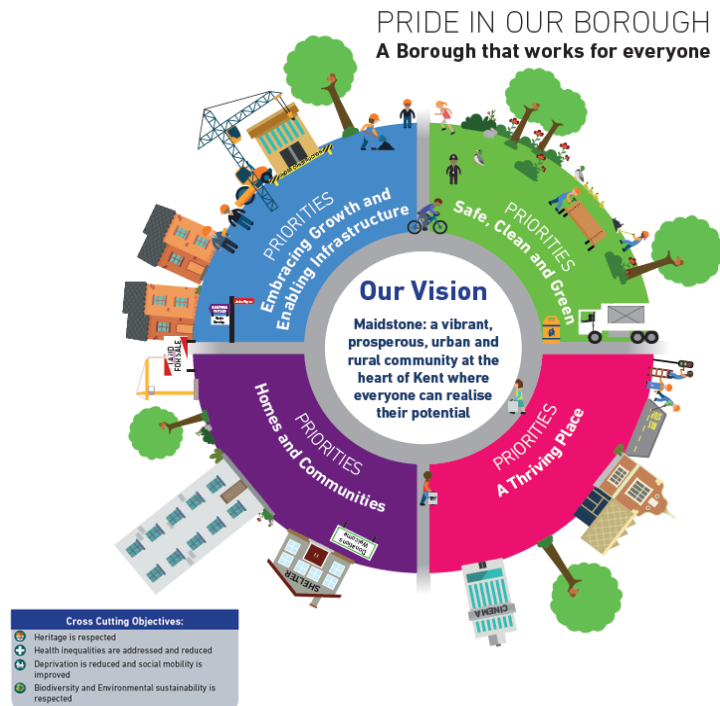 PRIDE IN OUR BOROUGH
A Borough that works for everyone
PRIORITIES
Embracing Growth and
Enabling Infrastructure
PRIORITIES
Safe, Clean and Green
Our Vision
Maidstone: a vibrant,
prosperous, urban and
rural community at the
heart of Kent where
everyone can realise
their potential
LAND
FOR SALE
PRIORITIES
Homes and Communities
PRIORITIES
A Thriving Place
Donations
Welcome
SHELTER
CINEMA
Cross Cutting Objectives:
Heritage is respected
Health inequalities are addressed and reduced
Deprivation is reduced and social mobility is
improved
Biodiversity and Environmental sustainability is
respected